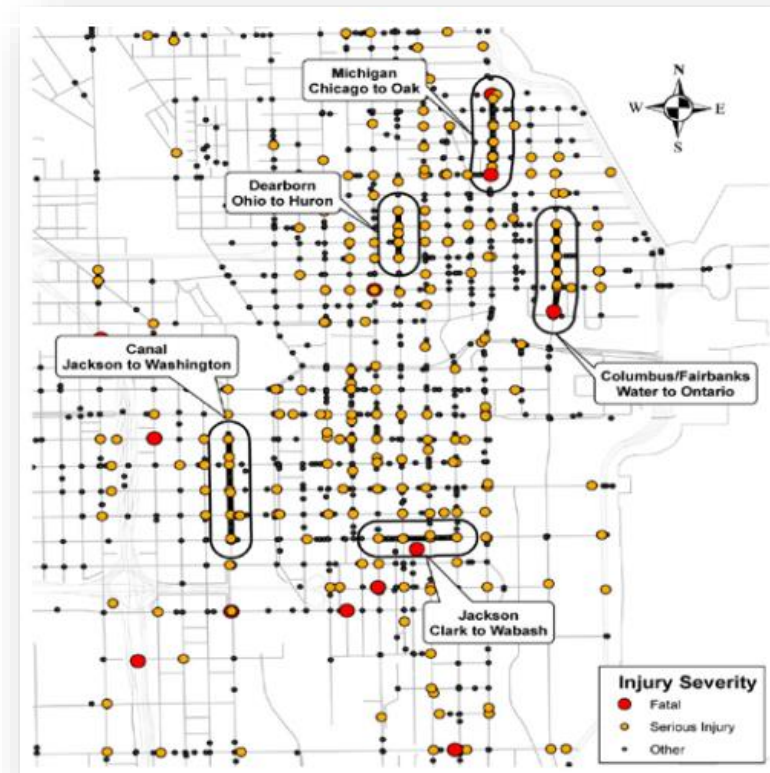 Michigan
Chicago to Oak
N
W
E
S
Dearborn
Ohio to Huron
Canal
Jackson to Washington
Columbus/Fairbanks
Water to Ontario
Jackson
Clark to Wabash
Injury Severity
Fatal
Serious Injury
Other